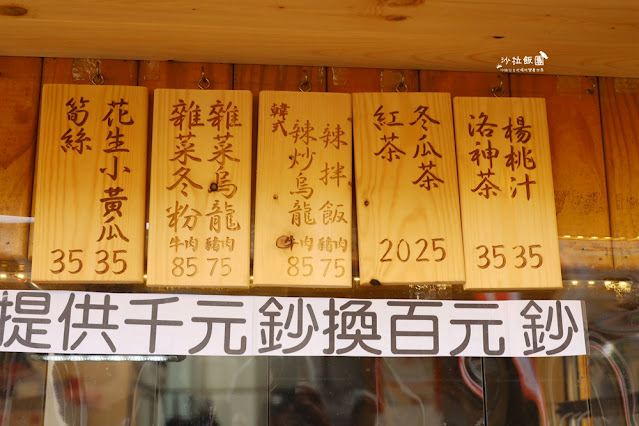 沙拉飯團
楊桃汁 35
洛神茶 35
冬瓜茶 25
紅茶 20
韓式
辣拌飯 豬肉 75
辣炒烏龍 牛肉 85
雜菜烏龍 豬肉 75
雜菜冬粉 牛肉 85
花生小黃瓜 35
筍絲 35
提供千元鈔換百元鈔